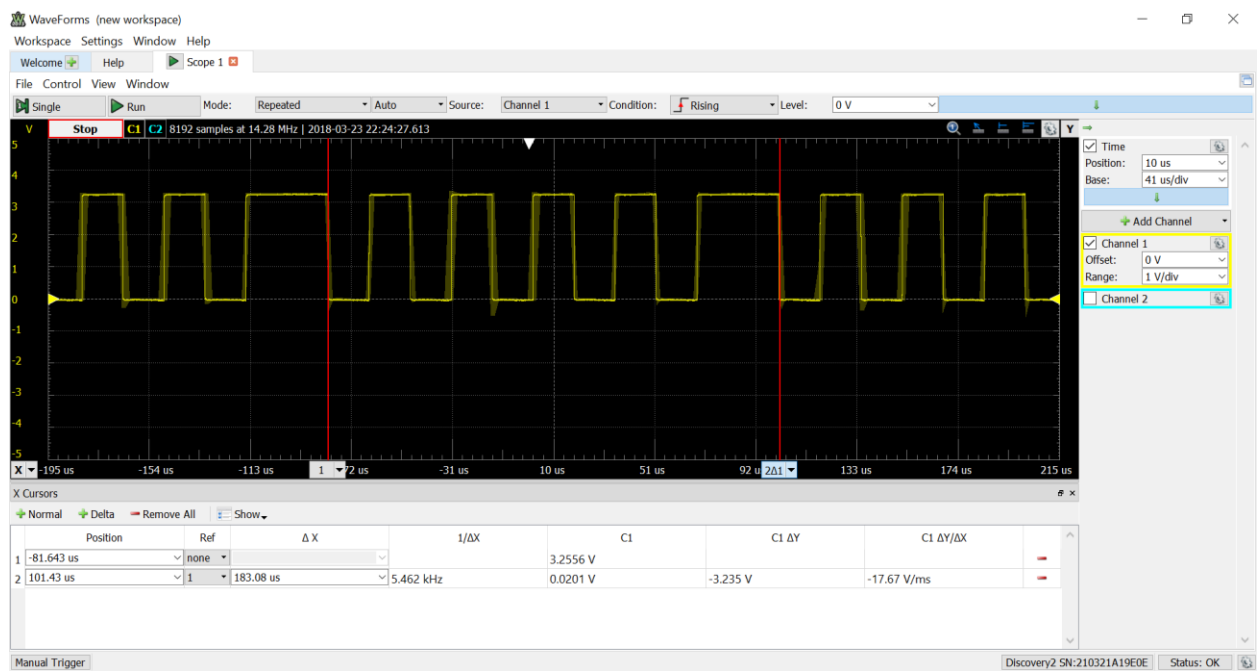 WaveForms (new workspace)
Workspace Settings Window Help
Welcome Help Scope 1
File Control View Window
Single Run Mode: Repeated Auto Source: Channel 1 Condition: Rising Level: 0 V
V Stop C1 C2 8192 samples at 14.28 MHz | 2018-03-23 22:24:27.613 Y
5
4
3
2
1
0
-1
-2
-3
-4
-5
X -195 us -154 us -113 us 1 72 us -31 us 10 us 51 us 92 u 2Δ1 133 us 174 us 215 us
Time
Position: 10 us
Base: 41 us/div
Add Channel
Channel 1
Offset: 0 V
Range: 1 V/div
Channel 2
X Cursors
Normal Delta Remove All Show
Position Ref Δ X 1/ΔX C1 C1 ΔY C1 ΔY/ΔX
1 -81.643 us none 3.2556 V
2 101.43 us 1 183.08 us 5.462 kHz 0.0201 V -3.235 V -17.67 V/ms
Manual Trigger Discovery2 SN:210321A19E0E Status: OK